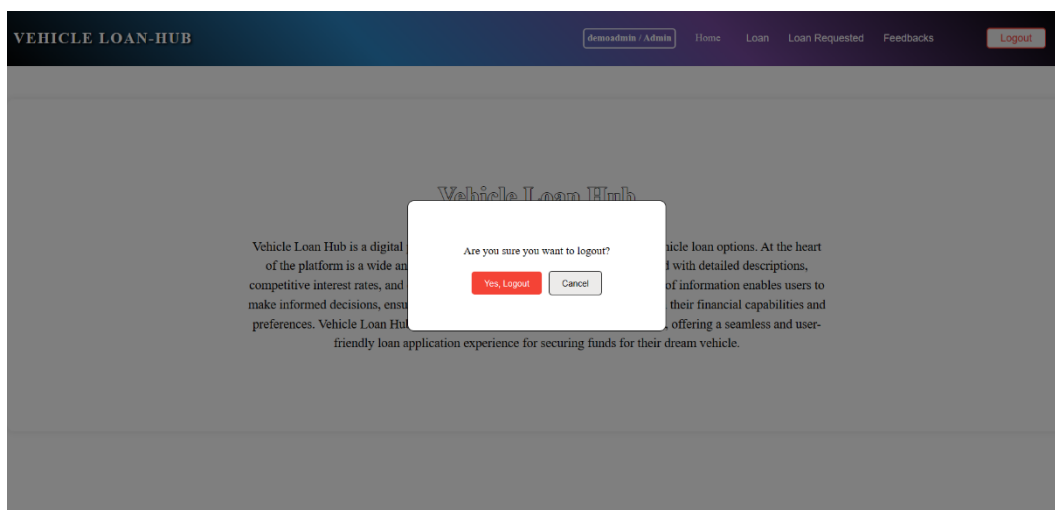 VEHICLE LOAN-HUB
demoadmin / Admin Home Loan Loan Requested Feedbacks Logout
Vehicle Loan Hub
Are you sure you want to logout?
Yes, Logout Cancel
Vehicle Loan Hub is a digital hicle loan options. At the heart
of the platform is a wide an with detailed descriptions,
competitive interest rates, and of information enables users to
make informed decisions, ensu their financial capabilities and
preferences. Vehicle Loan Hub , offering a seamless and user-
friendly loan application experience for securing funds for their dream vehicle.